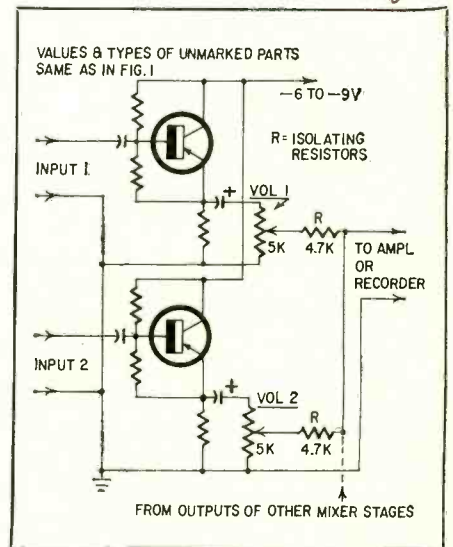 VALUES & TYPES OF UNMARKED PARTS
SAME AS IN FIG. 1
—6 TO —9V
R= ISOLATING
RESISTORS
INPUT 1
+
VOL 1
R
5K
4.7K
TO AMPL
OR
RECORDER
INPUT 2
+
VOL 2
R
5K
4.7K
FROM OUTPUTS OF OTHER MIXER STAGES